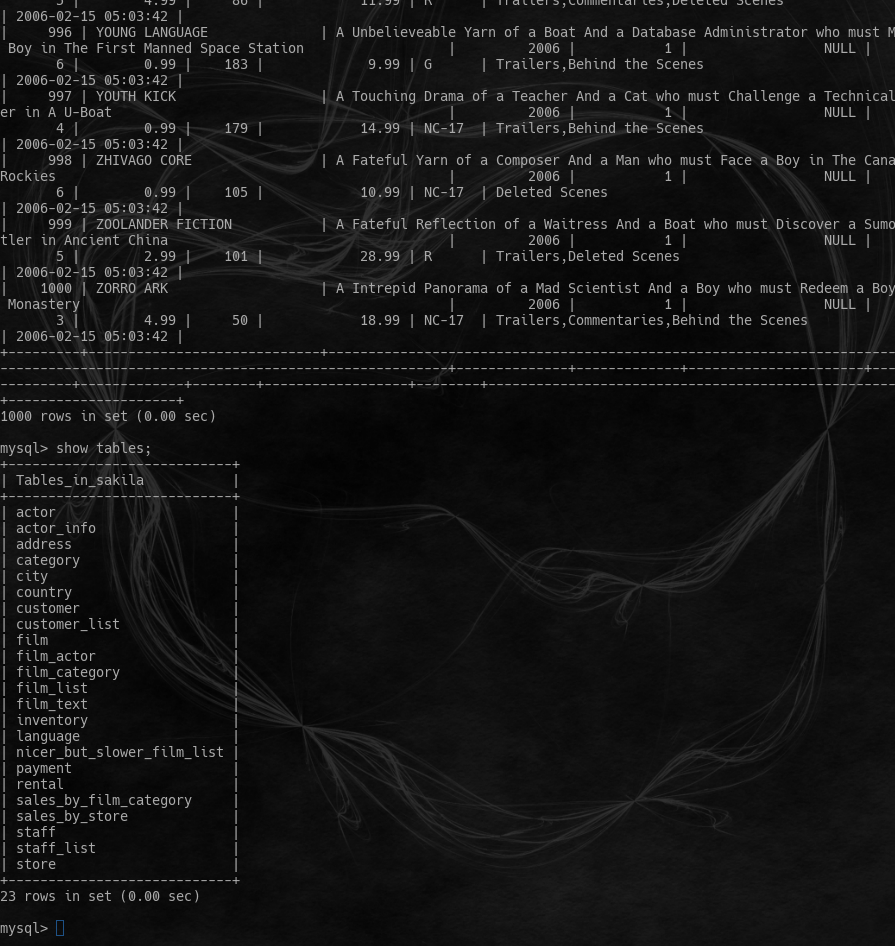 5 | 4.99 | 86 | 11.99 | R | Trailers,Commentaries,Deleted Scenes
| 2006-02-15 05:03:42 |
| 996 | YOUNG LANGUAGE | A Unbelieveable Yarn of a Boat And a Database Administrator who must M
Boy in The First Manned Space Station | 2006 | 1 | NULL |
6 | 0.99 | 183 | 9.99 | G | Trailers,Behind the Scenes
| 2006-02-15 05:03:42 |
| 997 | YOUTH KICK | A Touching Drama of a Teacher And a Cat who must Challenge a Technical
er in A U-Boat | 2006 | 1 | NULL |
4 | 0.99 | 179 | 14.99 | NC-17 | Trailers,Behind the Scenes
| 2006-02-15 05:03:42 |
| 998 | ZHIVAGO CORE | A Fateful Yarn of a Composer And a Man who must Face a Boy in The Cana
Rockies | 2006 | 1 | NULL |
6 | 0.99 | 105 | 10.99 | NC-17 | Deleted Scenes
| 2006-02-15 05:03:42 |
| 999 | ZOOLANDER FICTION | A Fateful Reflection of a Waitress And a Boat who must Discover a Sumo
tler in Ancient China | 2006 | 1 | NULL |
5 | 2.99 | 101 | 28.99 | R | Trailers,Deleted Scenes
| 2006-02-15 05:03:42 |
| 1000 | ZORRO ARK | A Intrepid Panorama of a Mad Scientist And a Boy who must Redeem a Boy
Monastery | 2006 | 1 | NULL |
3 | 4.99 | 50 | 18.99 | NC-17 | Trailers,Commentaries,Behind the Scenes
| 2006-02-15 05:03:42 |
1000 rows in set (0.00 sec)
mysql> show tables;
+----------------------------+
| Tables_in_sakila |
+----------------------------+
| actor |
| actor_info |
| address |
| category |
| city |
| country |
| customer |
| customer_list |
| film |
| film_actor |
| film_category |
| film_list |
| film_text |
| inventory |
| language |
| nicer_but_slower_film_list |
| payment |
| rental |
| sales_by_film_category |
| sales_by_store |
| staff |
| staff_list |
| store |
+----------------------------+
23 rows in set (0.00 sec)
mysql>